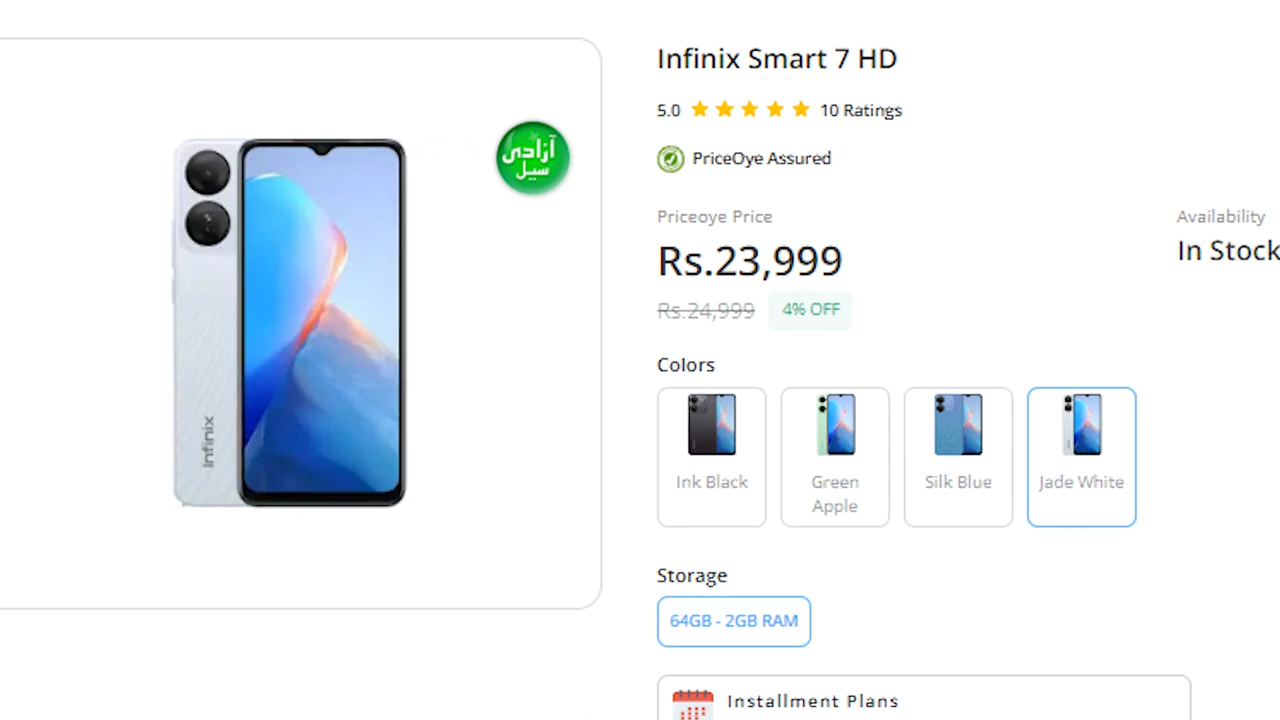 Infinix Smart 7 HD
5.0 10 Ratings
آزادی
سیل
PriceOye Assured
Priceoye Price
Availability
Rs.23,999
In Stock
Rs.24,999 4% OFF
Colors
Ink Black
Green
Apple
Silk Blue
Jade White
Infinix
Storage
64GB - 2GB RAM
Installment Plans